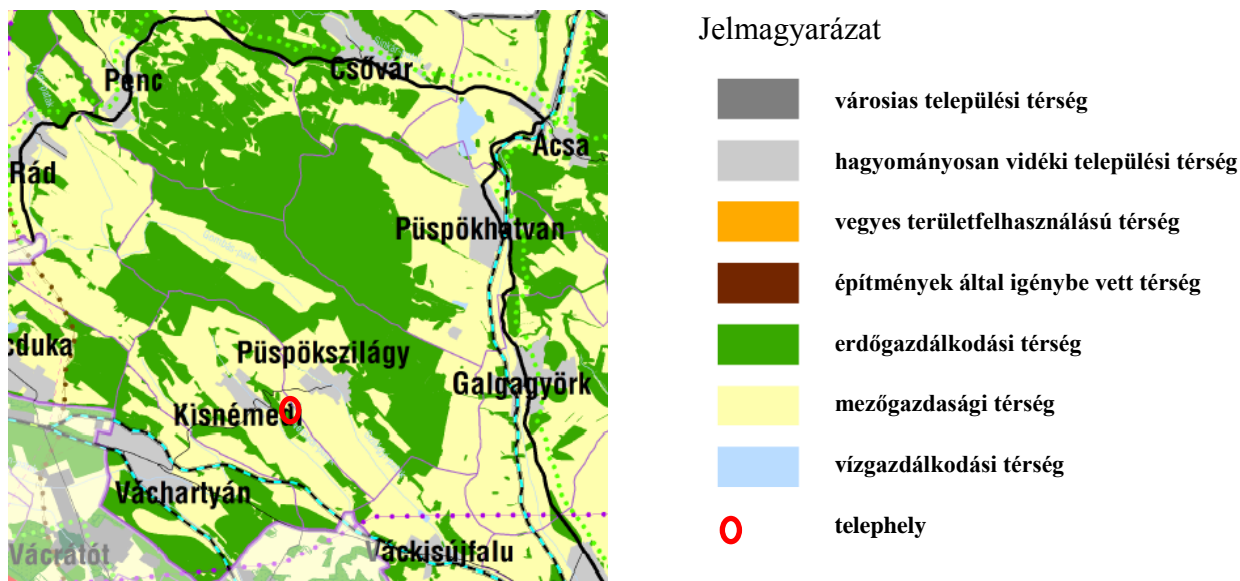 Jelmagyarázat
városias települési térség
hagyományosan vidéki települési térség
vegyes területfelhasználású térség
építmények által igénybe vett térség
erdőgazdálkodási térség
mezőgazdasági térség
vízgazdálkodási térség
telephely
Penc
Csővár
Acsa
Rád
Püspökhatvan
cduka
Püspökszilágy
Galgagyörk
Kisnémedi
Váchartyán
Vácrátót
Váckisújfalu